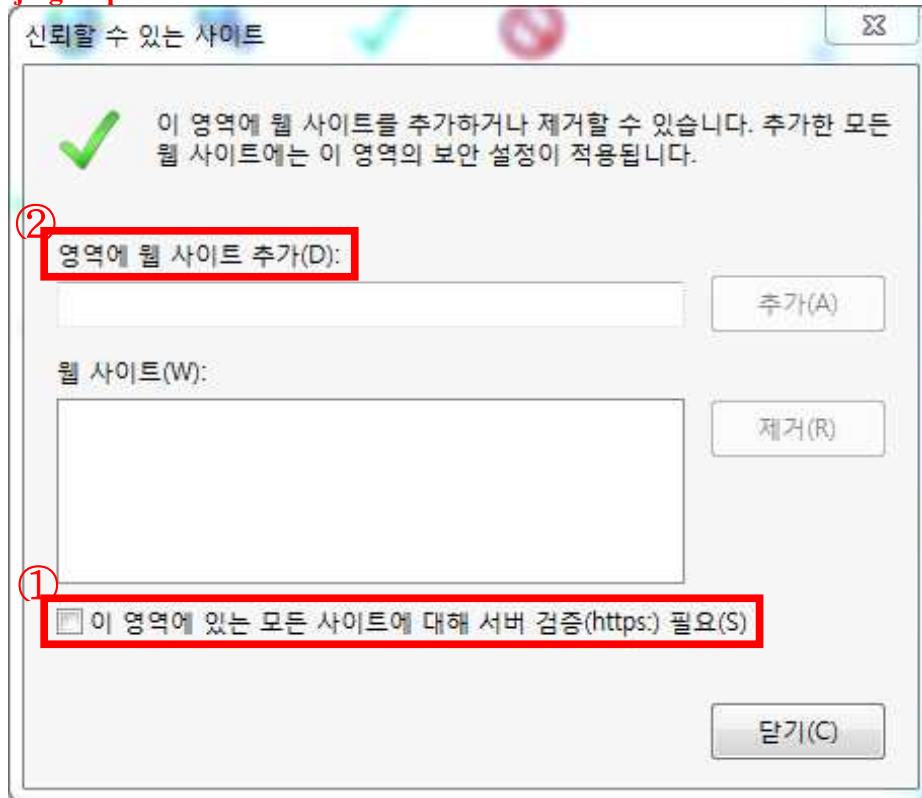 신뢰할 수 있는 사이트
이 영역에 웹 사이트를 추가하거나 제거할 수 있습니다. 추가한 모든
웹 사이트에는 이 영역의 보안 설정이 적용됩니다.
②
영역에 웹 사이트 추가(D):
추가(A)
웹 사이트(W):
제거(R)
①
이 영역에 있는 모든 사이트에 대해 서버 검증(https:) 필요(S)
닫기(C)